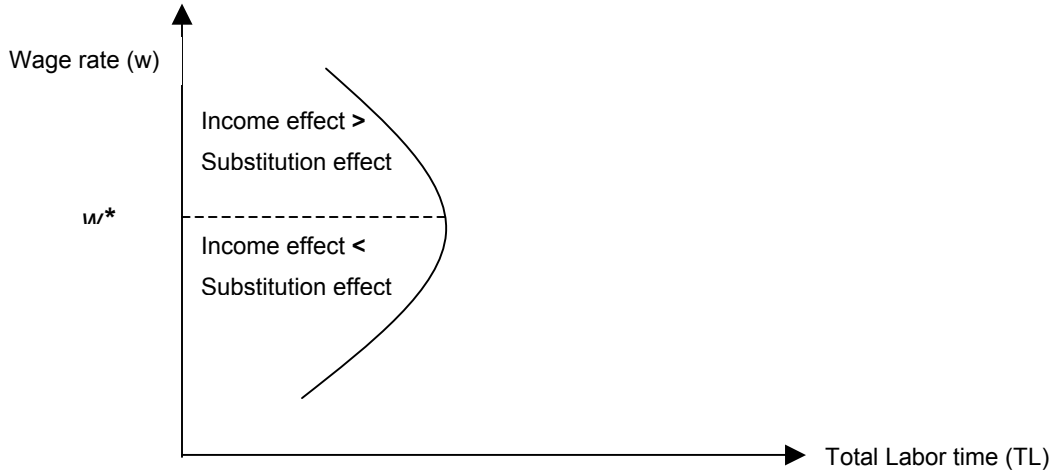 Wage rate (w)
Income effect >
Substitution effect
w*
Income effect <
Substitution effect
Total Labor time (TL)